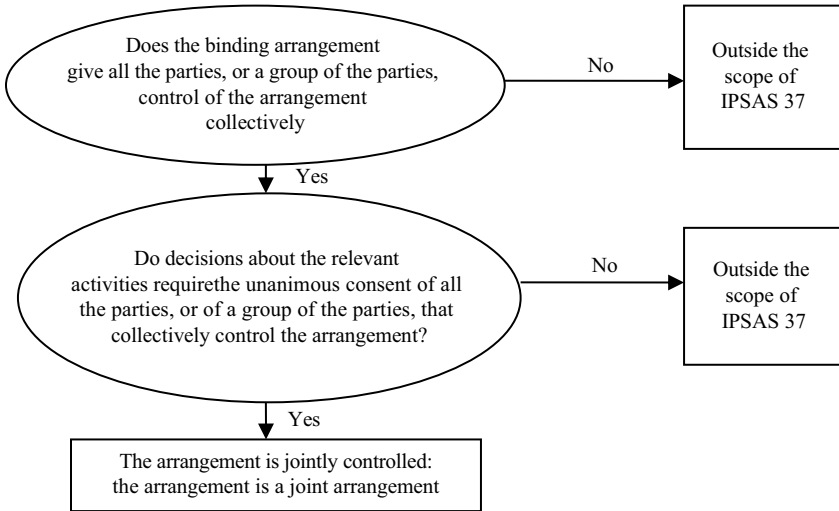 Does the binding arrangement
give all the parties, or a group of the parties,
control of the arrangement
collectively
No
Outside the
scope of
IPSAS 37
Yes
Do decisions about the relevant
activities requirethe unanimous consent of all
the parties, or of a group of the parties, that
collectively control the arrangement?
No
Outside the
scope of
IPSAS 37
Yes
The arrangement is jointly controlled:
the arrangement is a joint arrangement